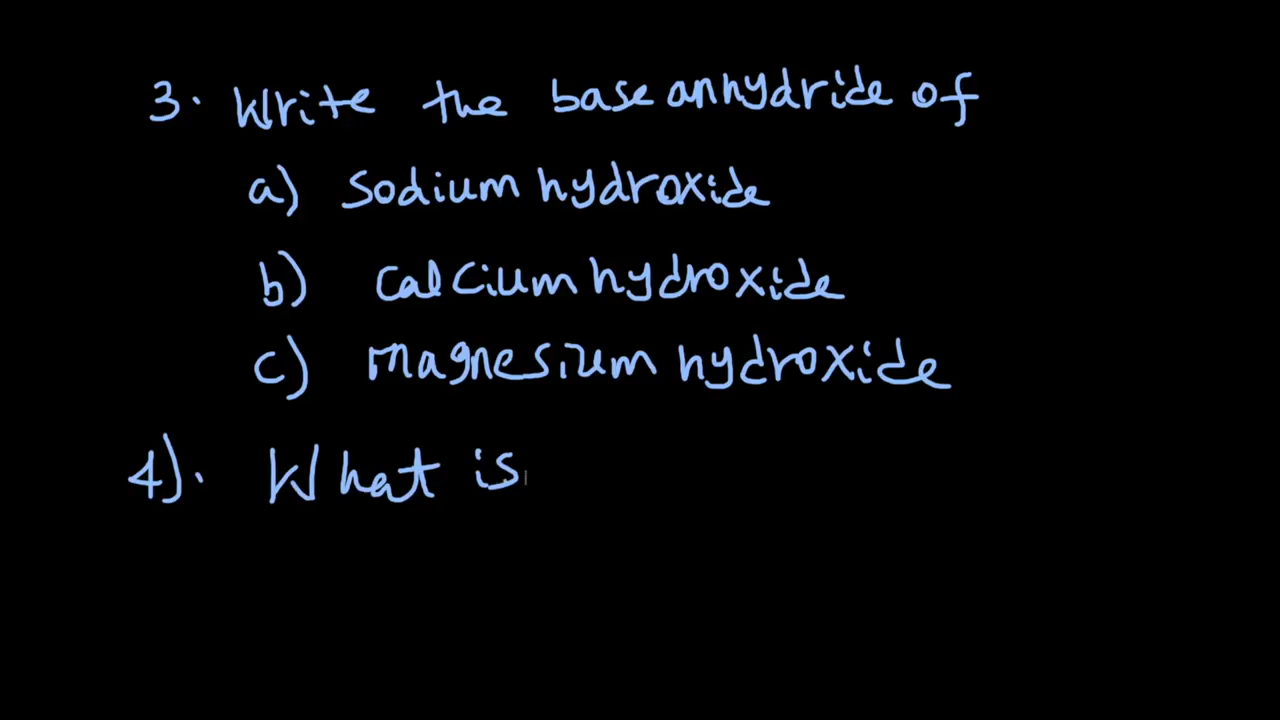 3. Write the base anhydride of
a) sodium hydroxide
b) calcium hydroxide
c) magnesium hydroxide
4). What is